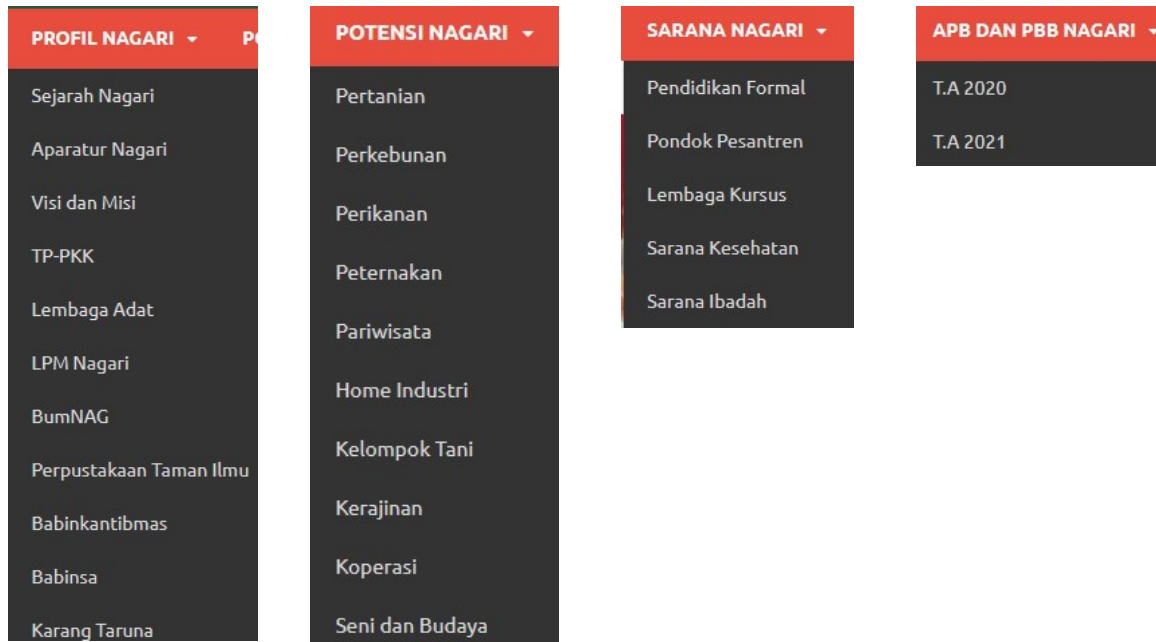 PROFIL NAGARI
Sejarah Nagari
Aparatur Nagari
Visi dan Misi
TP-PKK
Lembaga Adat
LPM Nagari
BumNAG
Perpustakaan Taman Ilmu
Babinkantibmas
Babinsa
Karang Taruna
POTENSI NAGARI
Pertanian
Perkebunan
Perikanan
Peternakan
Pariwisata
Home Industri
Kelompok Tani
Kerajinan
Koperasi
Seni dan Budaya
SARANA NAGARI
Pendidikan Formal
Pondok Pesantren
Lembaga Kursus
Sarana Kesehatan
Sarana Ibadah
APB DAN PBB NAGARI
T.A 2020
T.A 2021